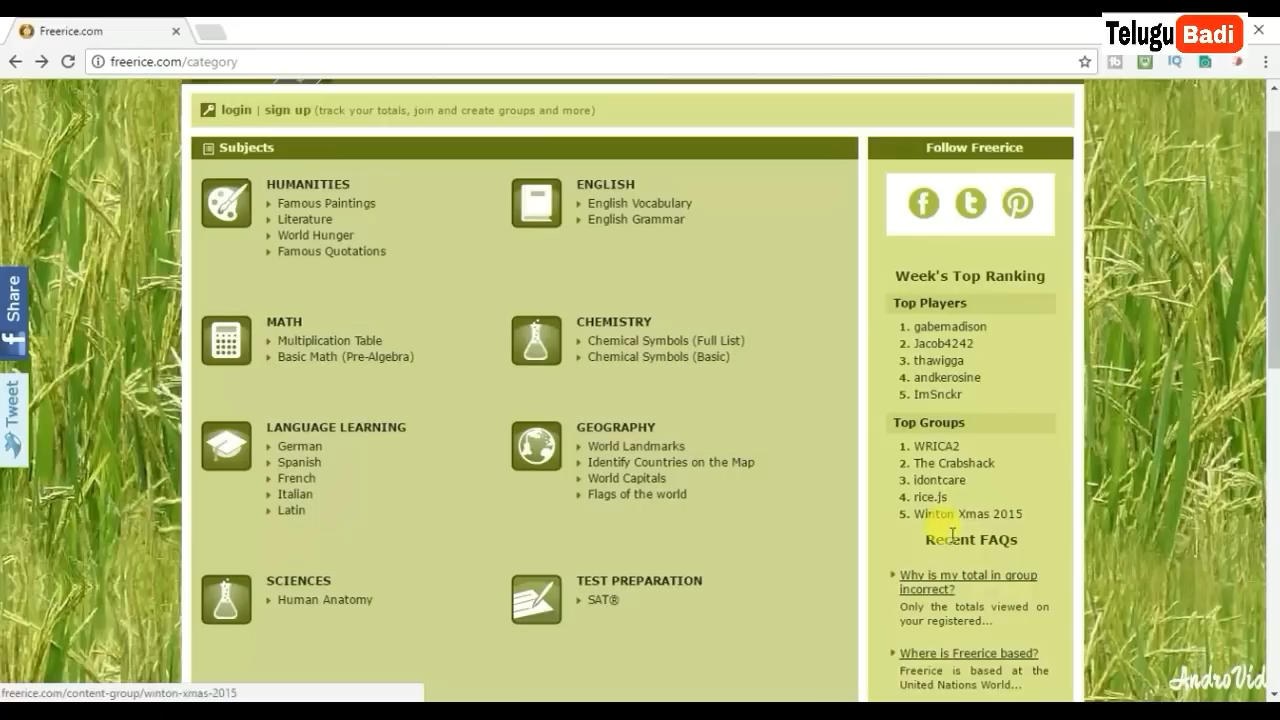 Freerice.com
Telugu Badi
freerice.com/category
login | sign up (track your totals, join and create groups and more)
Subjects
HUMANITIES
Famous Paintings
Literature
World Hunger
Famous Quotations
ENGLISH
English Vocabulary
English Grammar
MATH
Multiplication Table
Basic Math (Pre-Algebra)
CHEMISTRY
Chemical Symbols (Full List)
Chemical Symbols (Basic)
LANGUAGE LEARNING
German
Spanish
French
Italian
Latin
GEOGRAPHY
World Landmarks
Identify Countries on the Map
World Capitals
Flags of the world
SCIENCES
Human Anatomy
TEST PREPARATION
SAT®
Follow Freerice
Week's Top Ranking
Top Players
1. gabemadison
2. Jacob4242
3. thawigga
4. andkerosine
5. ImSnckr
Top Groups
1. WRICA2
2. The Crabshack
3. idontcare
4. rice.js
5. Winton Xmas 2015
Recent FAQs
Why is my total in group
incorrect?
Only the totals viewed on
your registered...
Where is Freerice based?
Freerice is based at the
United Nations World...
Share
Tweet
freerice.com/content-group/winton-xmas-2015
AndroVid